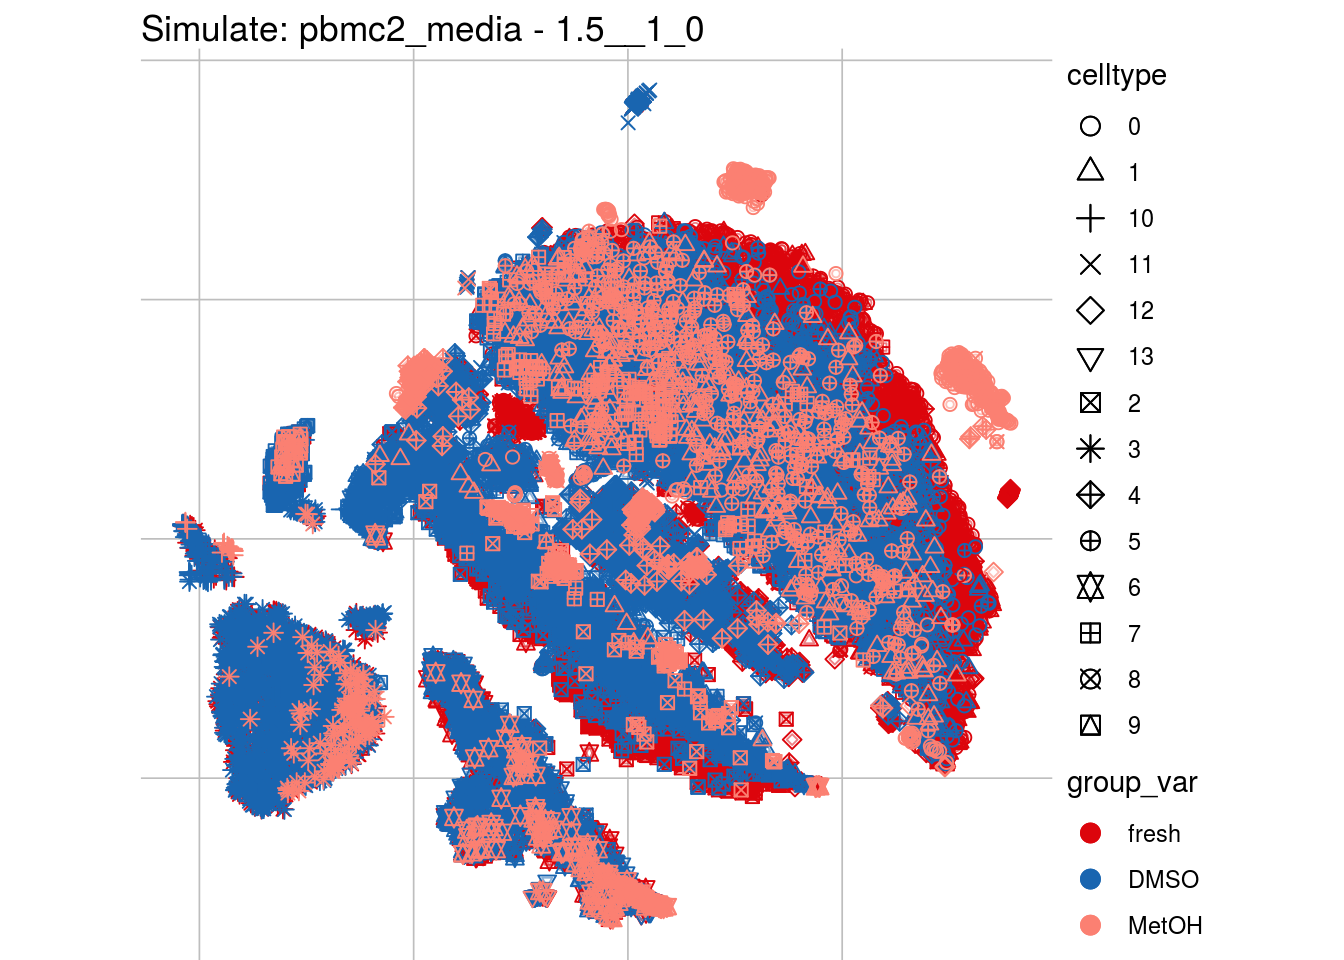 Simulate: pbmc2_media - 1.5__1_0
celltype
0
1
10
11
12
13
2
3
4
5
6
7
8
9
group_var
fresh
DMSO
MetOH